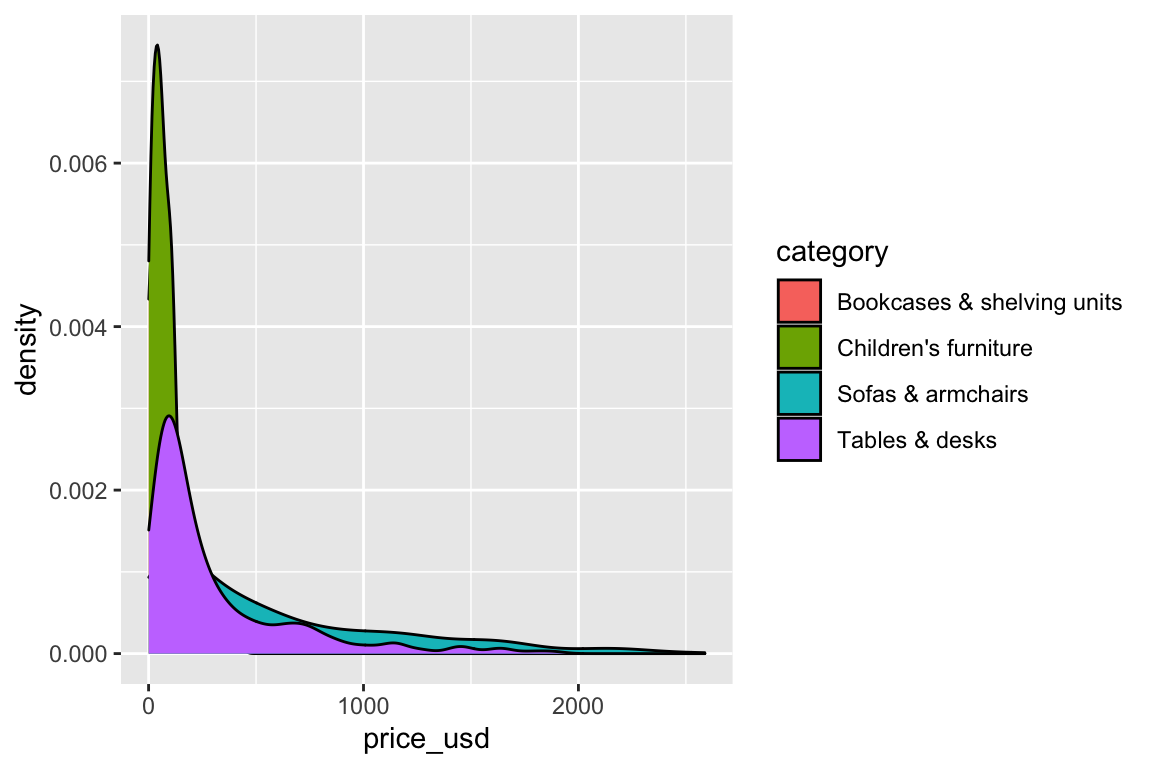 0.006
0.004
0.002
0.000
density
0
1000
2000
price_usd
category
Bookcases & shelving units
Children's furniture
Sofas & armchairs
Tables & desks